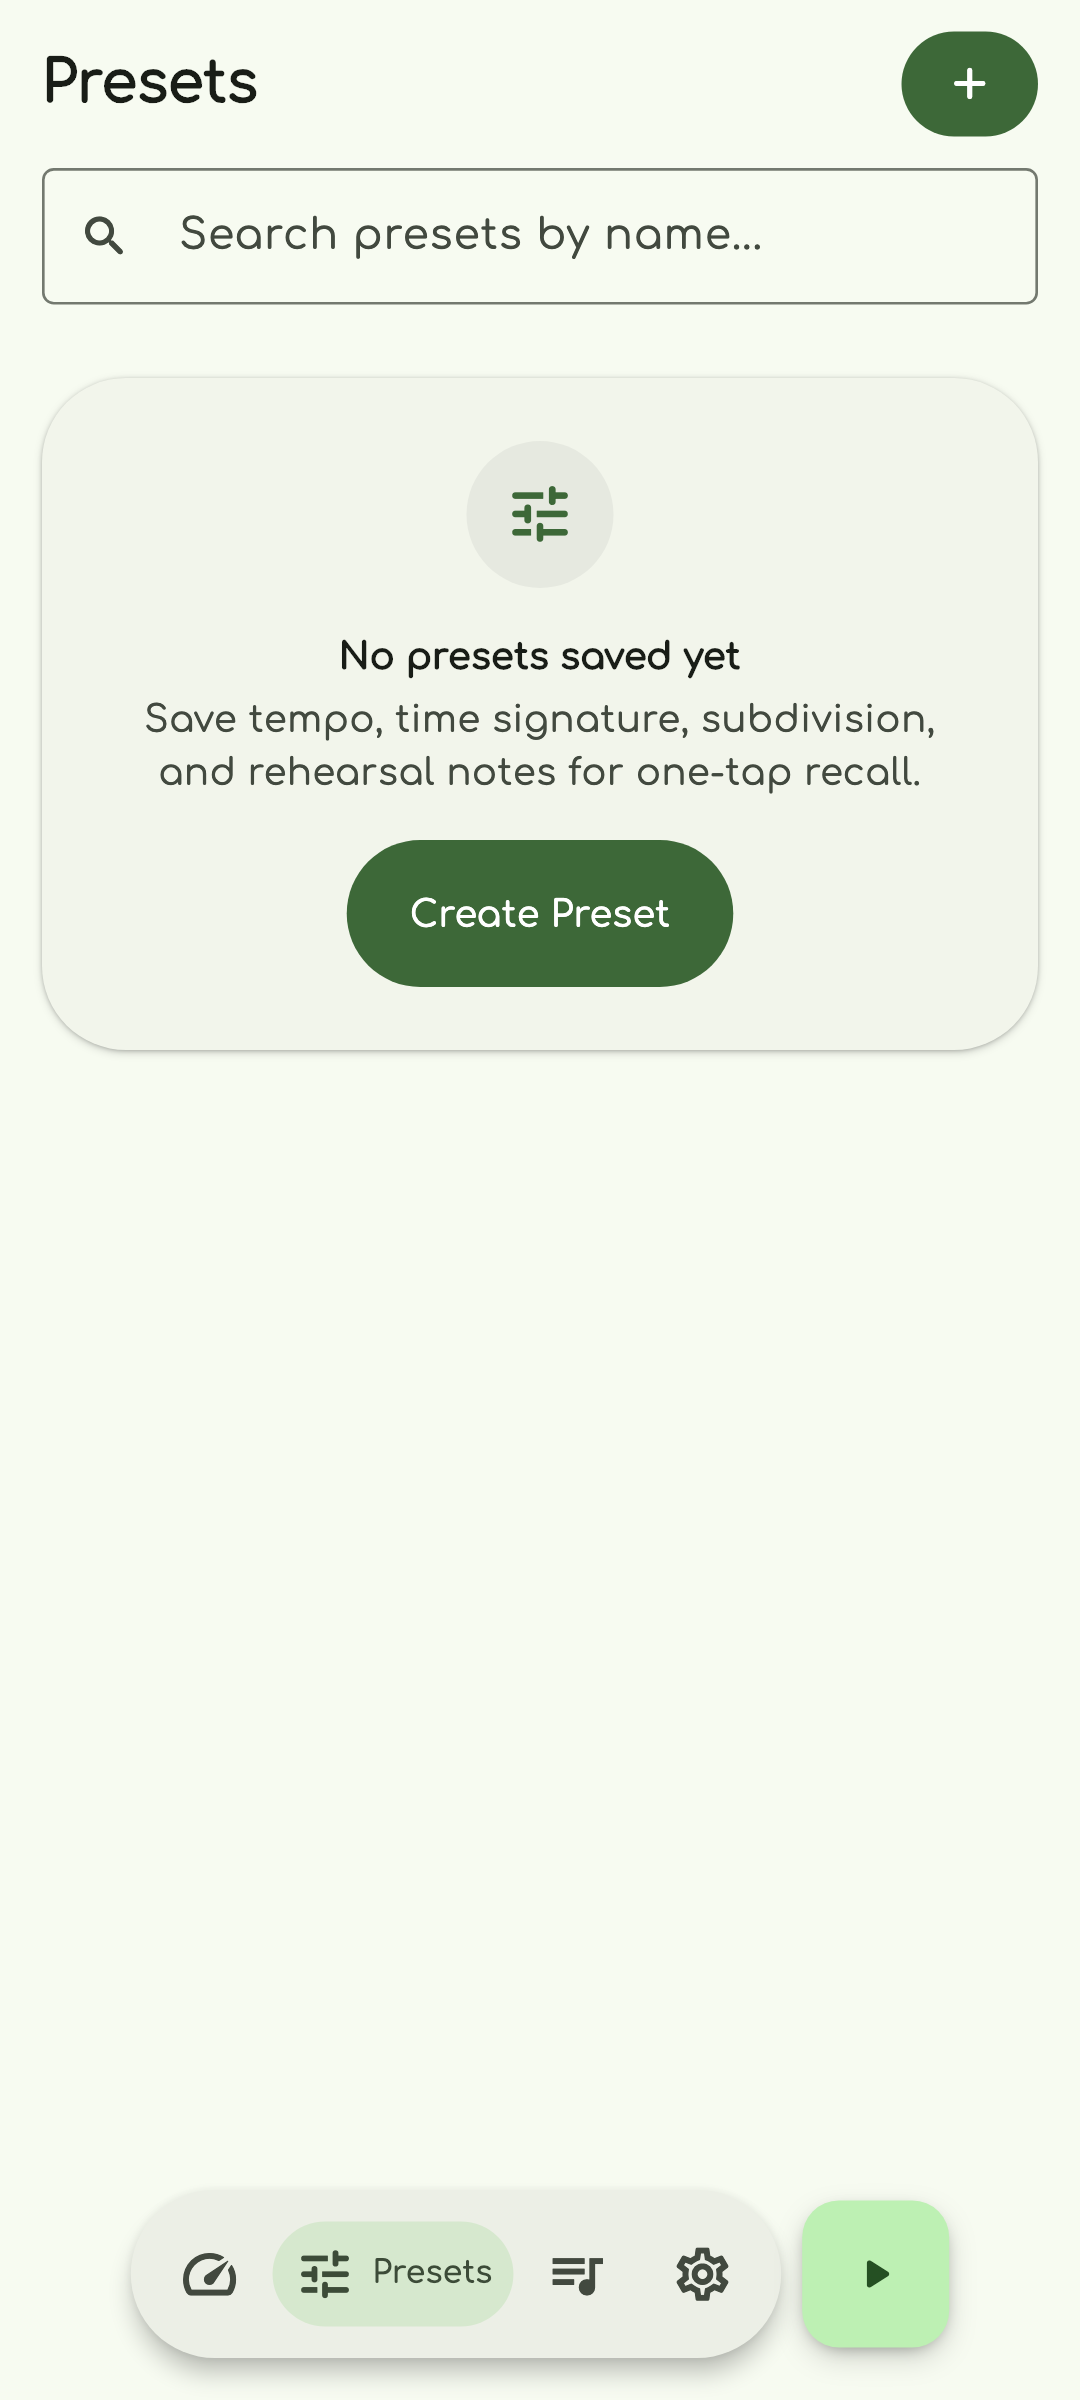 Presets
Search presets by name...
No presets saved yet
Save tempo, time signature, subdivision,
and rehearsal notes for one-tap recall.
Create Preset
Presets